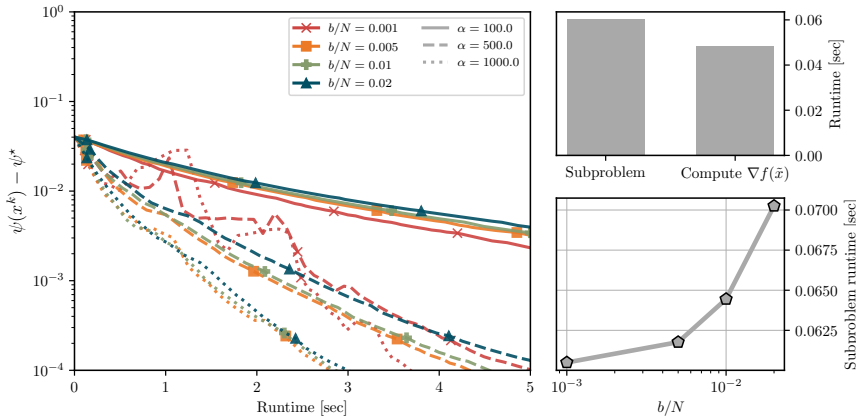 10⁰
10⁻¹
10⁻²
10⁻³
10⁻⁴
ψ(xᵏ) − ψ⋆
0 1 2 3 4 5
Runtime [sec]
b/N = 0.001
b/N = 0.005
b/N = 0.01
b/N = 0.02
α = 100.0
α = 500.0
α = 1000.0
0.06
0.04
0.02
0.00
Runtime [sec]
Subproblem Compute ∇f(x̃)
0.0700
0.0675
0.0650
0.0625
Subproblem runtime [sec]
10⁻³ 10⁻²
b/N